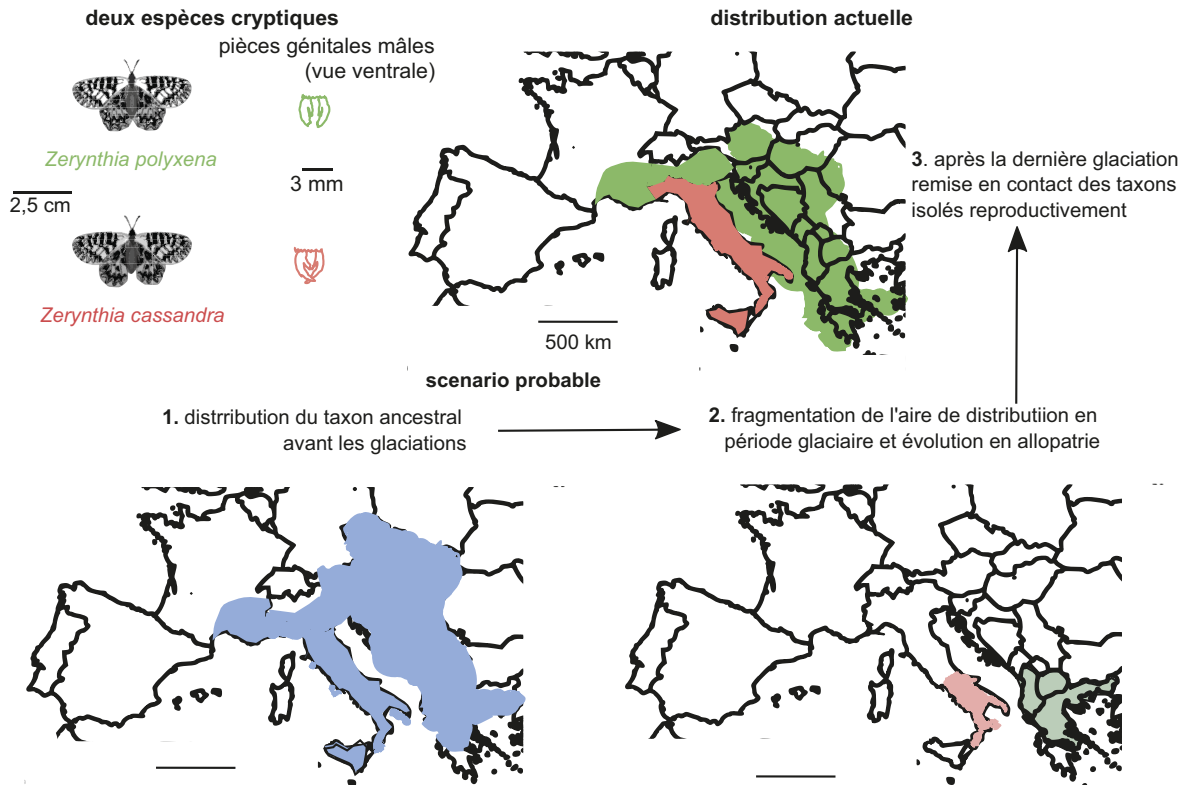 deux espèces cryptiques
pièces génitales mâles
(vue ventrale)
Zerynthia polyxena
2,5 cm
3 mm
Zerynthia cassandra
distribution actuelle
500 km
3. après la dernière glaciation
remise en contact des taxons
isolés reproductivement
scenario probable
1. distrribution du taxon ancestral
avant les glaciations
2. fragmentation de l'aire de distributiion en
période glaciaire et évolution en allopatrie